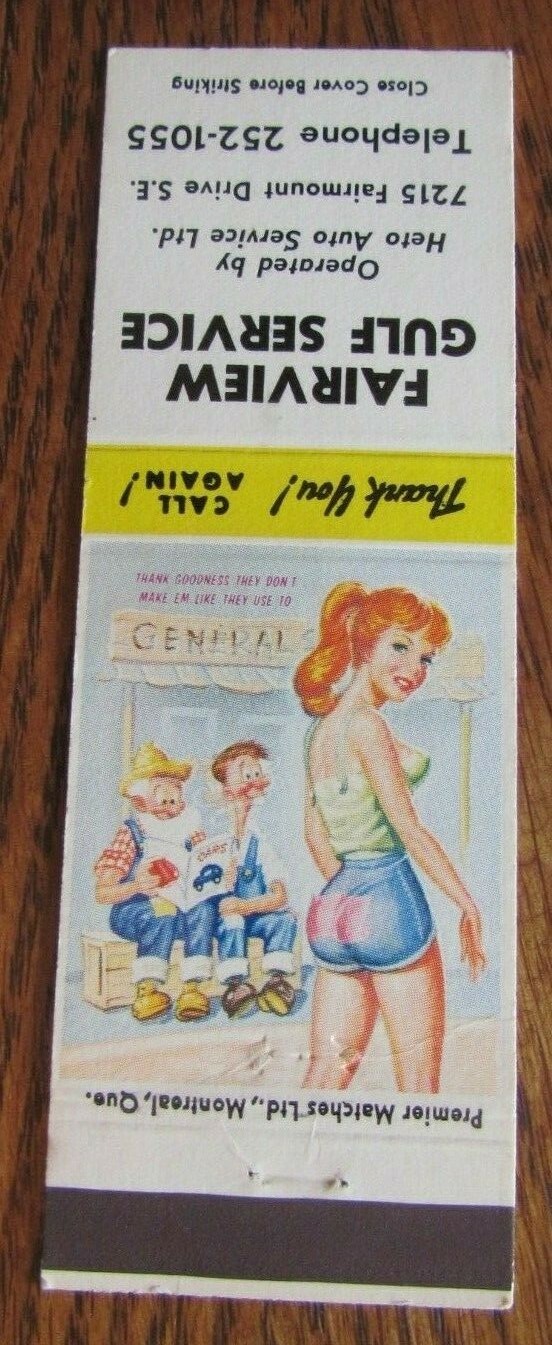 Close Cover Before Striking
Telephone 252-1055
7215 Fairmount Drive S.E.
Heto Auto Service Ltd.
Operated by
GULF SERVICE
FAIRVIEW
Thank You! CALL AGAIN!
THANK GOODNESS THEY DON'T
MAKE EM LIKE THEY USE TO
GENERAL S
CARS
Premier Matches Ltd., Montreal, Que.